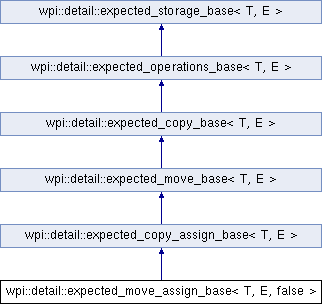 wpi::detail::expected_storage_base< T, E >
wpi::detail::expected_operations_base< T, E >
wpi::detail::expected_copy_base< T, E >
wpi::detail::expected_move_base< T, E >
wpi::detail::expected_copy_assign_base< T, E >
wpi::detail::expected_move_assign_base< T, E, false >